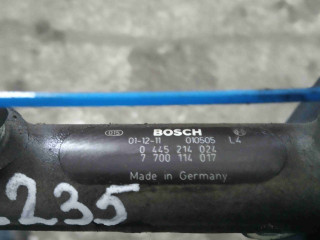 BOSCH
01-12-11 010505 L4
0 445 214 024
7 700 114 017
Made in Germany
235